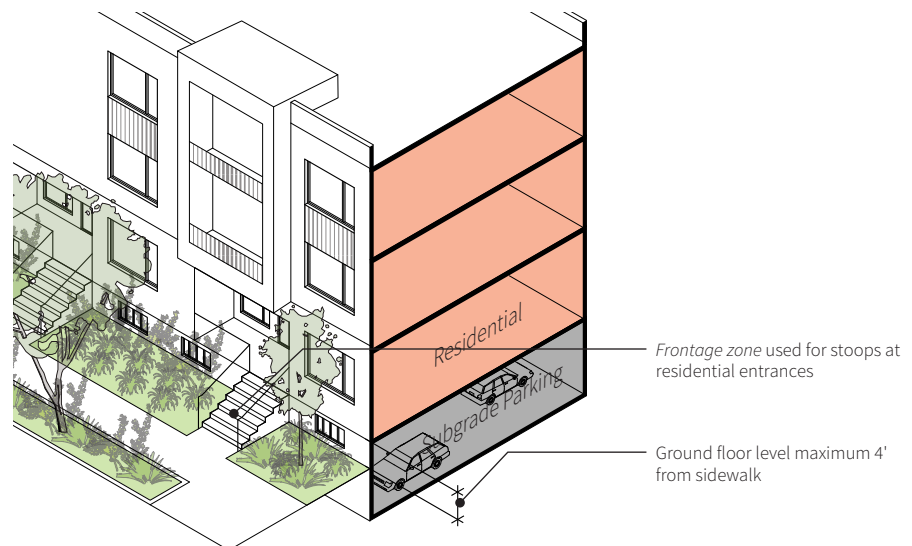 Residential
Subgrade Parking
Frontage zone used for stoops at
residential entrances
Ground floor level maximum 4'
from sidewalk